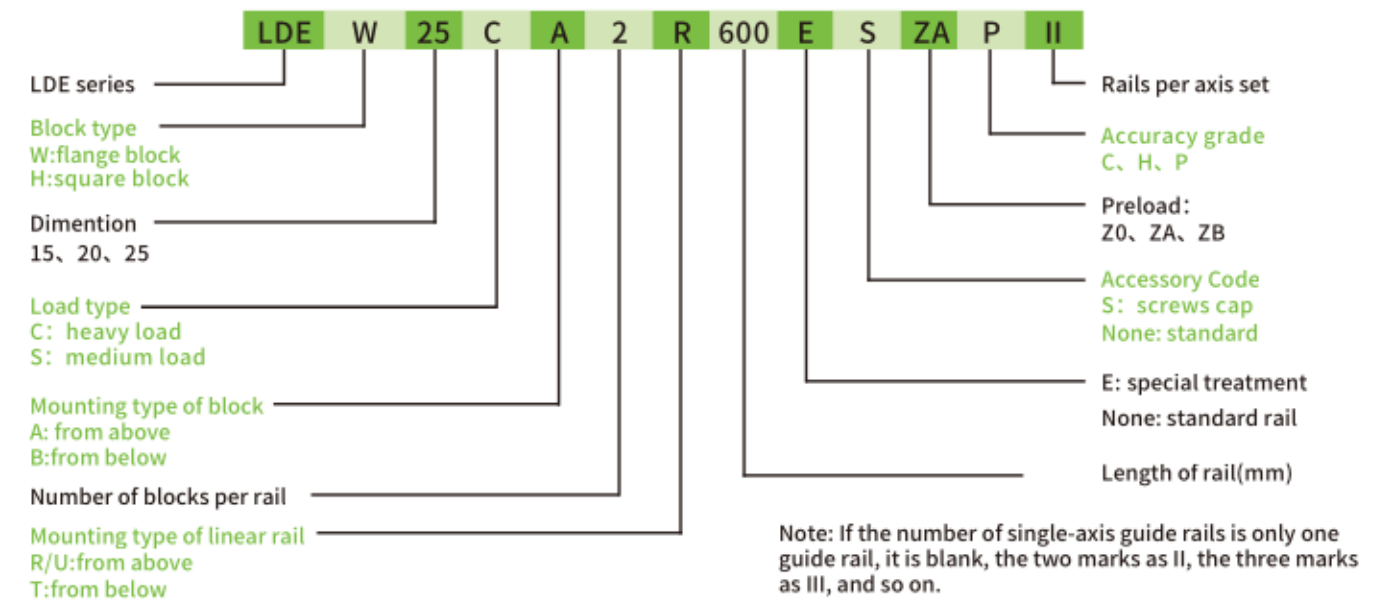 LDE W 25 C A 2 R 600 E S ZA P II
LDE series
Block type
W:flange block
H:square block
Dimention
15、20、25
Load type
C：heavy load
S：medium load
Mounting type of block
A: from above
B:from below
Number of blocks per rail
Mounting type of linear rail
R/U:from above
T:from below
Rails per axis set
Accuracy grade
C、H、P
Preload：
Z0、ZA、ZB
Accessory Code
S：screws cap
None: standard
E: special treatment
None: standard rail
Length of rail(mm)
Note: If the number of single-axis guide rails is only one
guide rail, it is blank, the two marks as II, the three marks
as III, and so on.